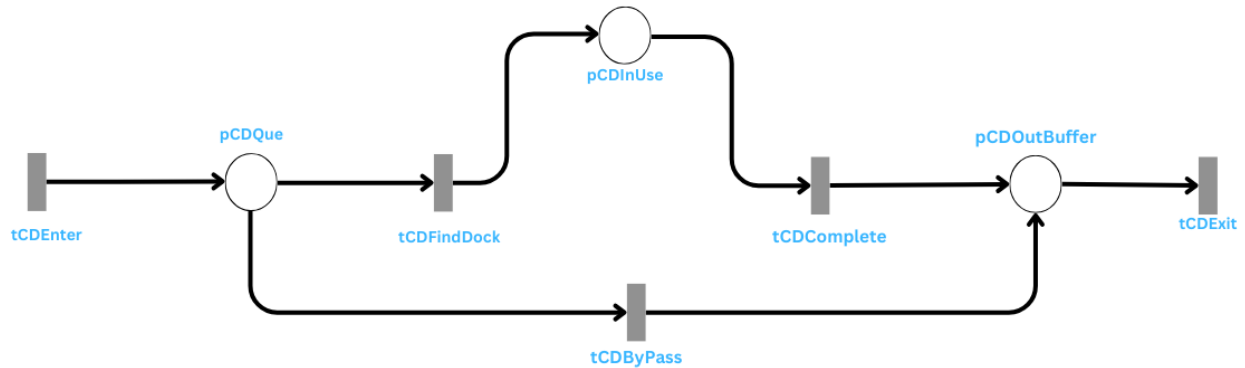 pCDInUse
pCDQue
pCDOutBuffer
tCDEnter
tCDFindDock
tCDComplete
tCDExit
tCDByPass